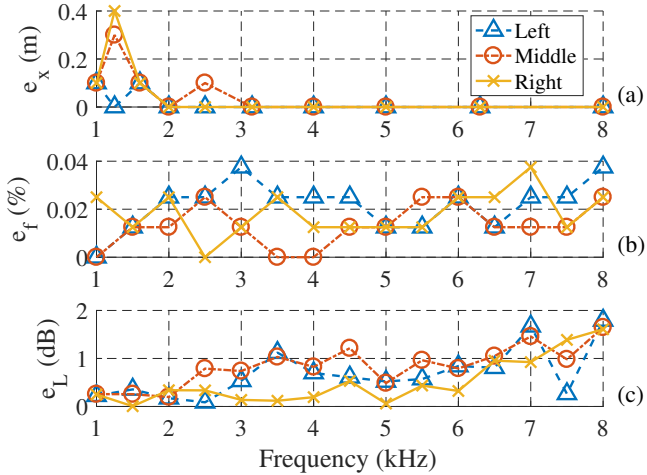 e_x (m)
0.4
0.2
0
1 2 3 4 5 6 7 8
Left
Middle
Right
(a)
e_f (%)
0.04
0.02
0
1 2 3 4 5 6 7 8
(b)
e_L (dB)
2
1
0
1 2 3 4 5 6 7 8
(c)
Frequency (kHz)